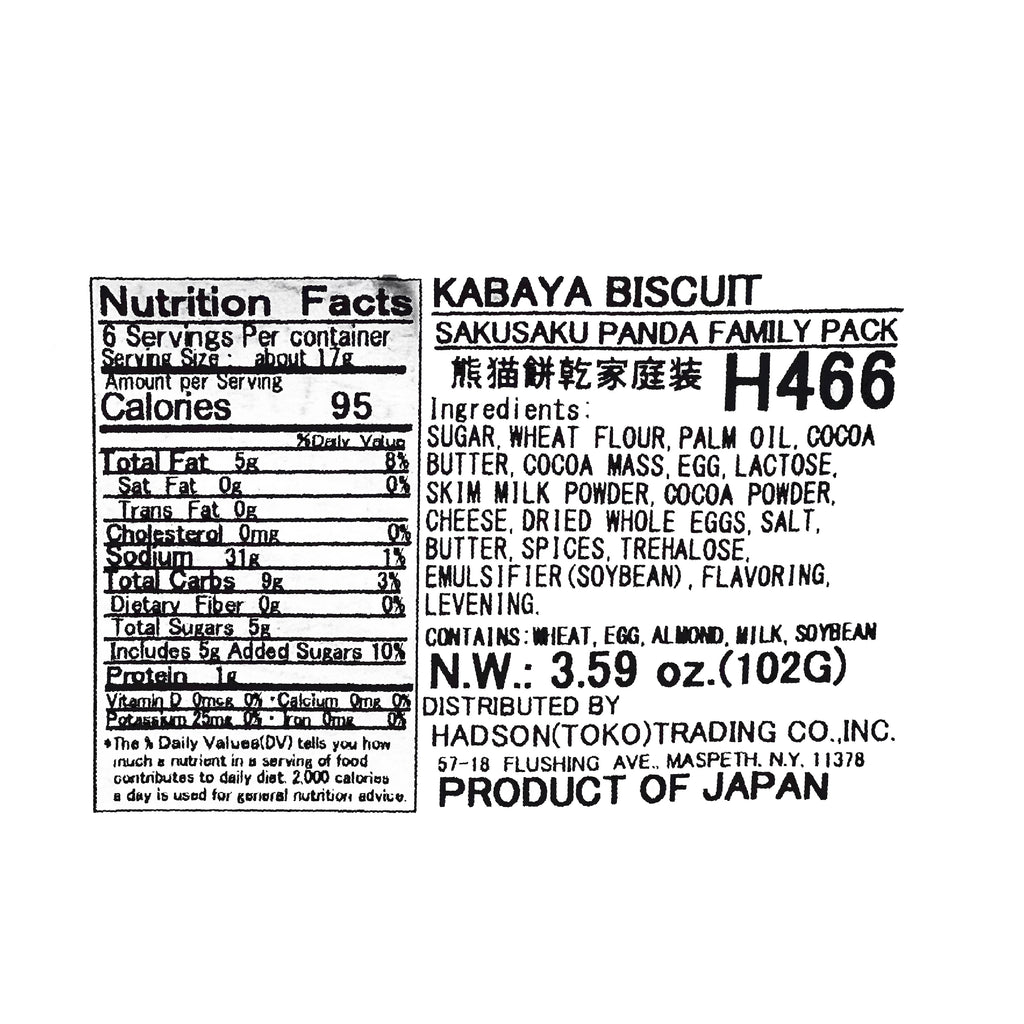 Nutrition Facts
6 Servings Per container
Serving Size : about 17g
Amount per Serving
Calories 95
%Daily Value
Total Fat 5g 8%
Sat Fat 0g 0%
Trans Fat 0g
Cholesterol 0mg 0%
Sodium 31g 1%
Total Carbs 9g 3%
Dietary Fiber 0g 0%
Total Sugars 5g
Includes 5g Added Sugars 10%
Protein 1g
Vitamin D 0mcg 0% · Calcium 0mg 0%
Potassium 25mg 0% · Iron 0mg 0%
*The % Daily Values(DV) tells you how
much a nutrient in a serving of food
contributes to daily diet. 2,000 calories
a day is used for general nutrition advice.
KABAYA BISCUIT
SAKUSAKU PANDA FAMILY PACK
熊猫餅乾家庭装 H466
Ingredients:
SUGAR, WHEAT FLOUR, PALM OIL, COCOA
BUTTER, COCOA MASS, EGG, LACTOSE,
SKIM MILK POWDER, COCOA POWDER,
CHEESE, DRIED WHOLE EGGS, SALT,
BUTTER, SPICES, TREHALOSE,
EMULSIFIER(SOYBEAN), FLAVORING,
LEVENING.
CONTAINS: WHEAT, EGG, ALMOND, MILK, SOYBEAN
N.W.: 3.59 oz.(102G)
DISTRIBUTED BY
HADSON(TOKO)TRADING CO.,INC.
57-18 FLUSHING AVE., MASPETH, N.Y. 11378
PRODUCT OF JAPAN